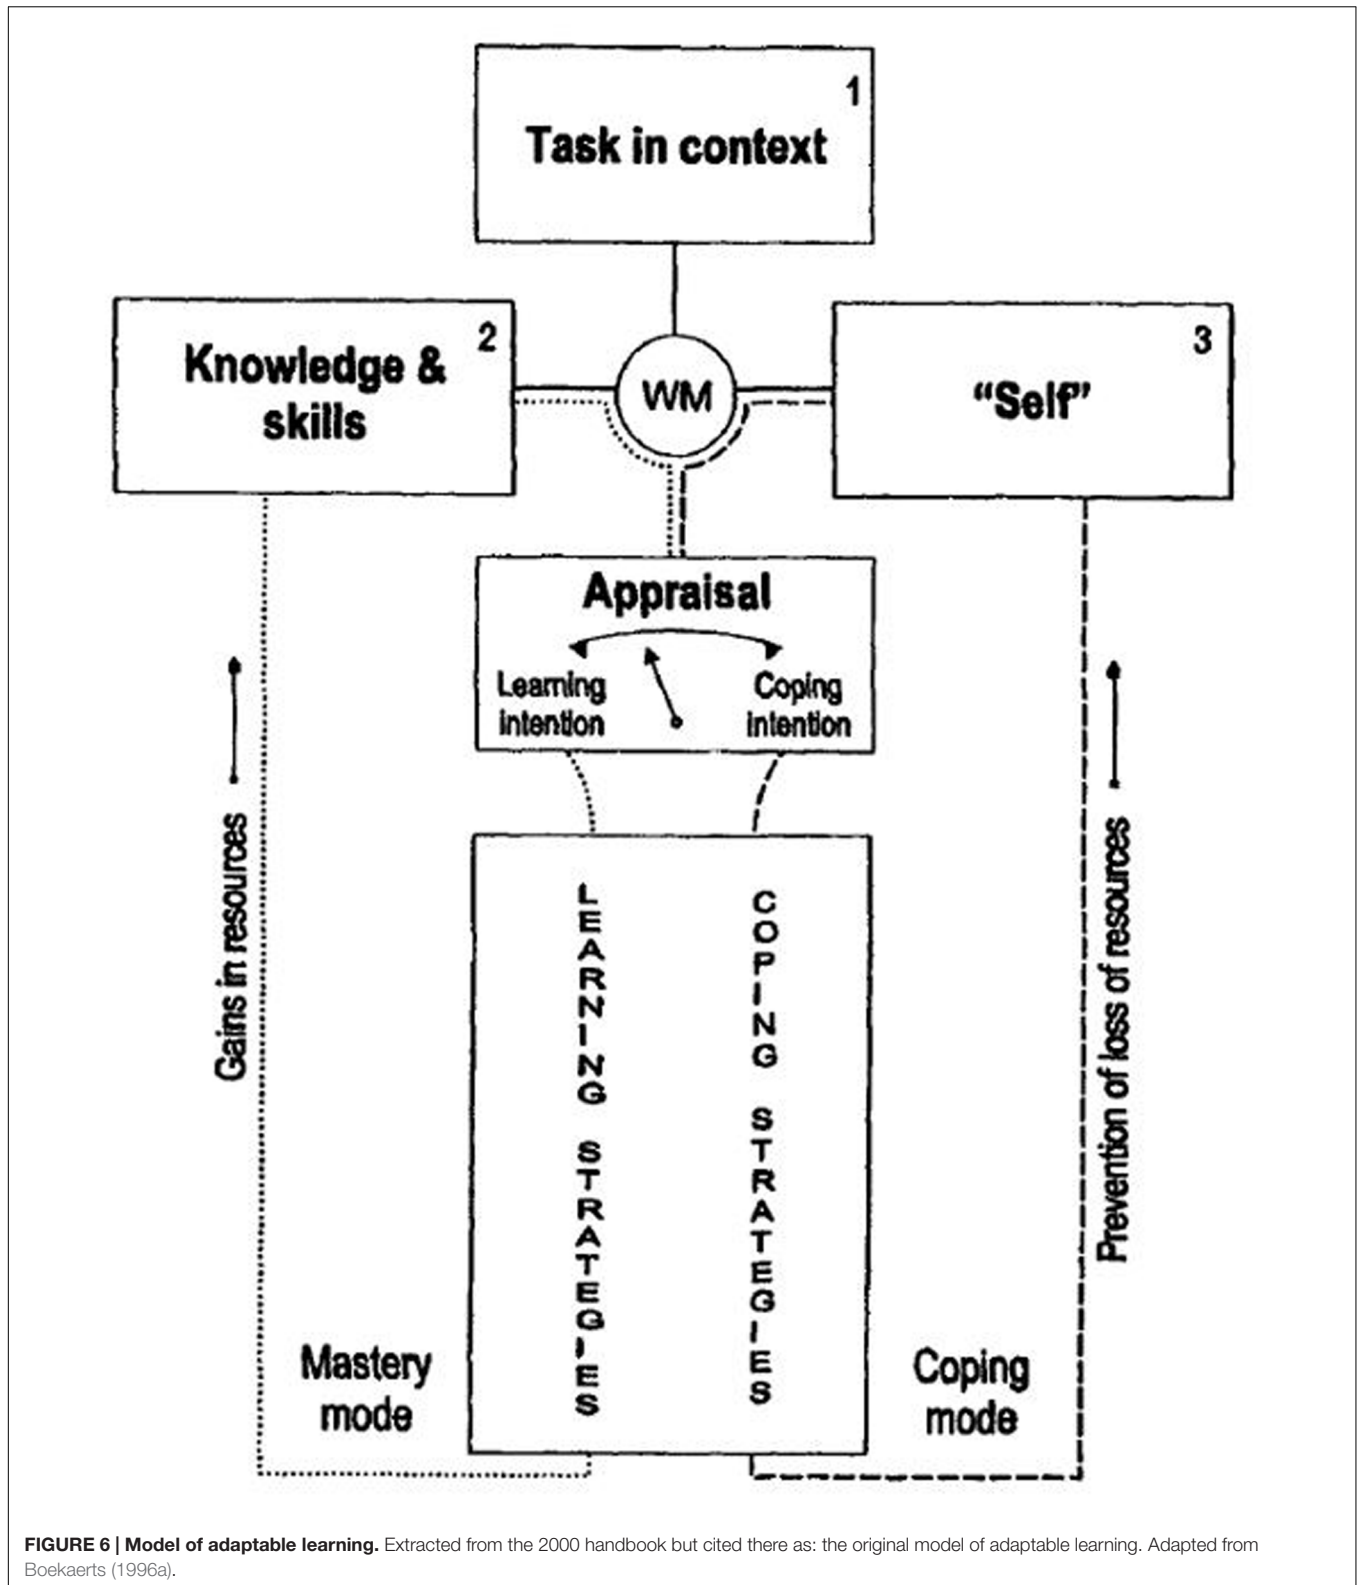 1
Task in context
2
Knowledge &
skills
WM
3
“Self”
Appraisal
Learning
intention
Coping
intention
Gains in resources
Prevention of loss of resources
LEARNING STRATEGIES
COPING STRATEGIES
Mastery
mode
Coping
mode
FIGURE 6 | Model of adaptable learning. Extracted from the 2000 handbook but cited there as: the original model of adaptable learning. Adapted from
Boekaerts (1996a).